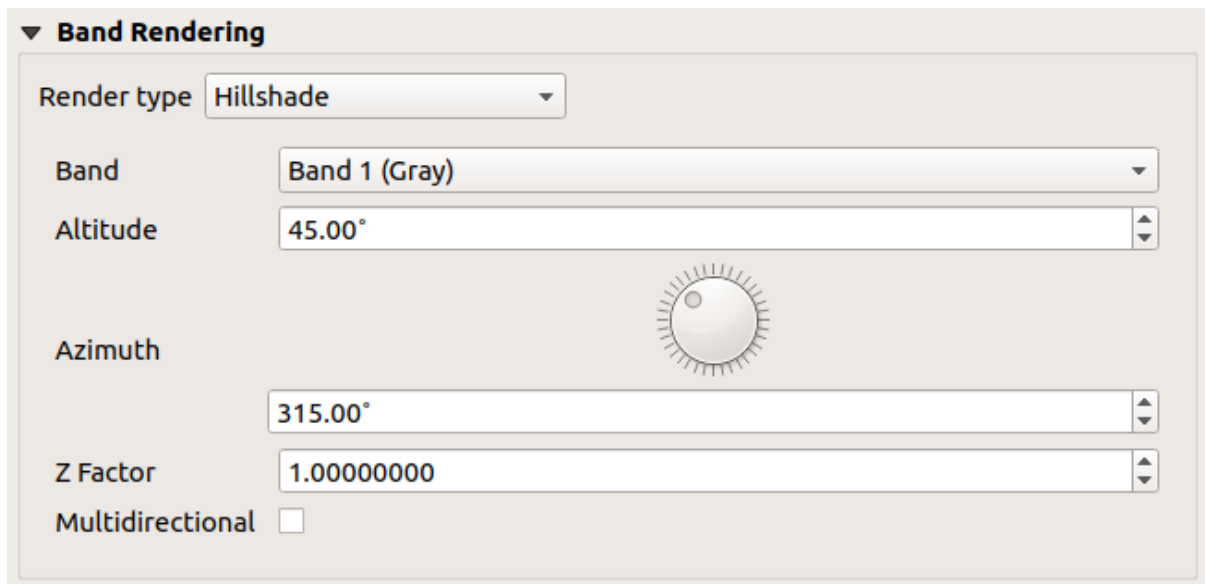 Band Rendering
Render type Hillshade
Band Band 1 (Gray)
Altitude 45.00°
Azimuth
315.00°
Z Factor 1.00000000
Multidirectional